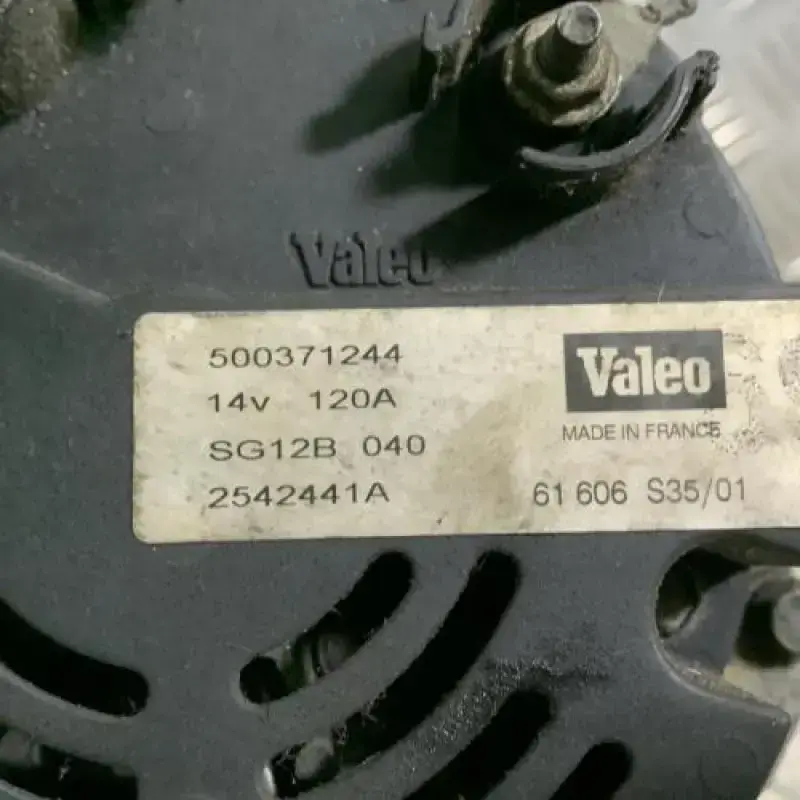 Valeo
500371244
14v 120A
SG12B 040
2542441A
Valeo
MADE IN FRANCE
61 606 S35/01